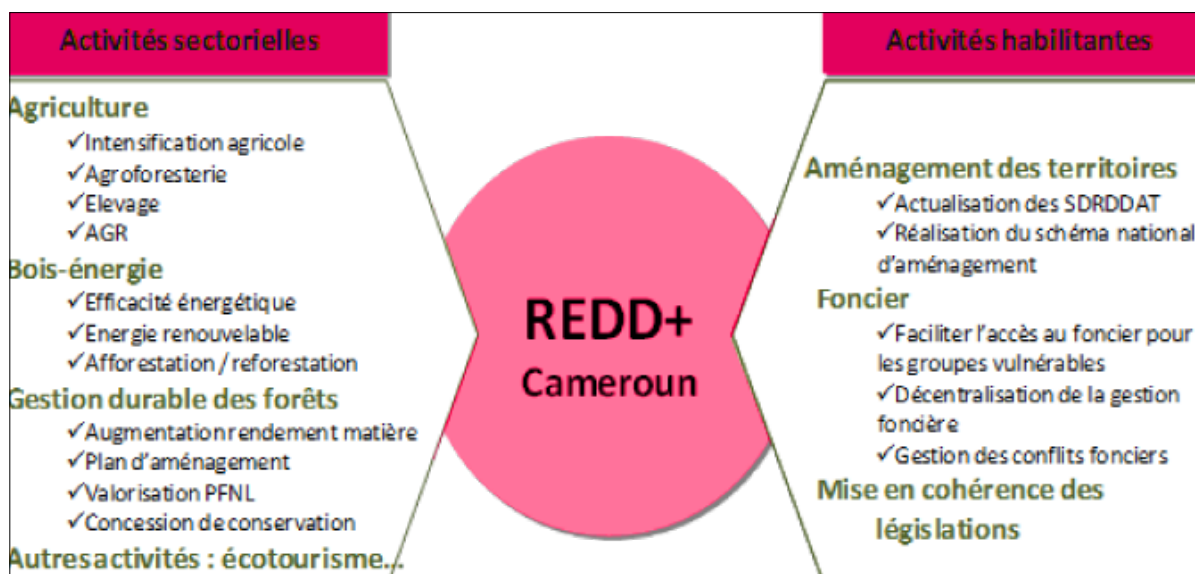 Activités sectorielles
Agriculture
✓Intensification agricole
✓Agroforesterie
✓Elevage
✓AGR
Bois-énergie
✓Efficacité énergétique
✓Energie renouvelable
✓Afforestation / reforestation
Gestion durable des forêts
✓Augmentation rendement matière
✓Plan d'aménagement
✓Valorisation PFNL
✓Concession de conservation
Autres activités : écotourisme...
REDD+
Cameroun
Activités habilitantes
Aménagement des territoires
✓Actualisation des SDRDDAT
✓Réalisation du schéma national
d'aménagement
Foncier
✓Faciliter l'accès au foncier pour
les groupes vulnérables
✓Décentralisation de la gestion
foncière
✓Gestion des conflits fonciers
Mise en cohérence des
législations